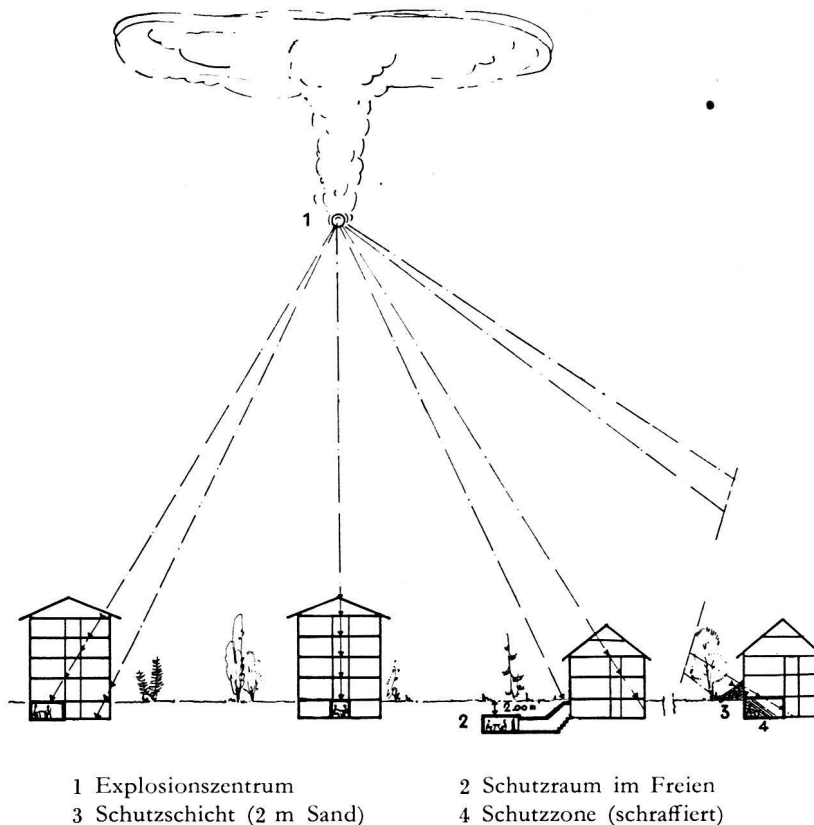 1
2 2.00 m
3
4
1 Explosionszentrum 2 Schutzraum im Freien
3 Schutzschicht (2 m Sand) 4 Schutzzone (schraffiert)